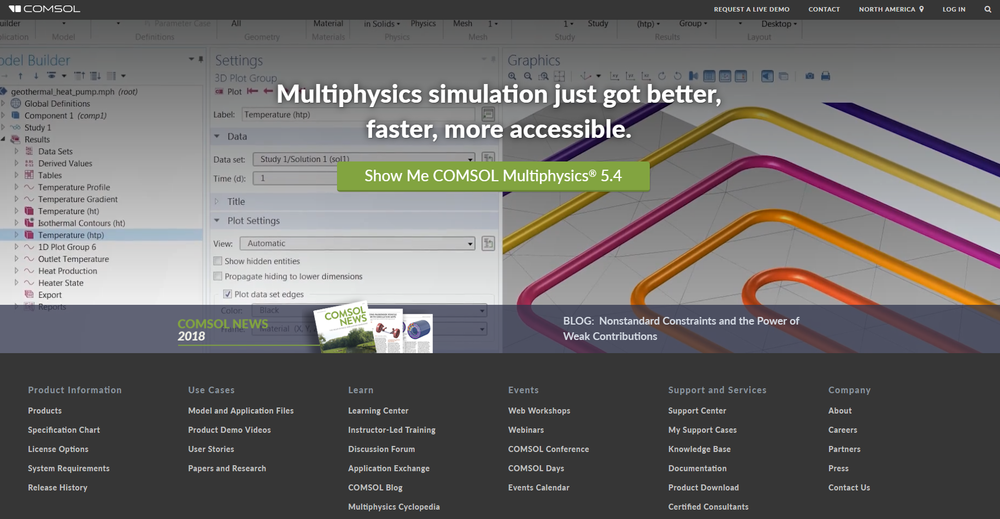 COMSOL
REQUEST A LIVE DEMO CONTACT NORTH AMERICA LOG IN
Parameter Case All Material in Solids Physics Mesh 1 1 Study (htp) Group Desktop
Model Definitions Geometry Materials Physics Mesh Study Results Layout
Settings
Graphics
3D Plot Group
Plot
geothermal_heat_pump.mph (root)
Global Definitions
Component 1 (comp1)
Study 1
Results
Data Sets
Derived Values
Tables
Temperature Profile
Temperature Gradient
Temperature (ht)
Isothermal Contours (ht)
Temperature (htp)
1D Plot Group 6
Outlet Temperature
Heat Production
Heater State
Export
Reports
Label: Temperature (htp)
Data
Data set: Study 1/Solution 1 (sol1)
Time (d): 1
Title
Plot Settings
View: Automatic
Show hidden entities
Propagate hiding to lower dimensions
Plot data set edges
Color: Black
Frame: Material (X, Y, Z
Multiphysics simulation just got better,
faster, more accessible.
Show Me COMSOL Multiphysics® 5.4
COMSOL NEWS
2018
COMSOL
NEWS
BLOG: Nonstandard Constraints and the Power of
Weak Contributions
Product Information
Products
Specification Chart
License Options
System Requirements
Release History
Use Cases
Model and Application Files
Product Demo Videos
User Stories
Papers and Research
Learn
Learning Center
Instructor-Led Training
Discussion Forum
Application Exchange
COMSOL Blog
Multiphysics Cyclopedia
Events
Web Workshops
Webinars
COMSOL Conference
COMSOL Days
Events Calendar
Support and Services
Support Center
My Support Cases
Knowledge Base
Documentation
Product Download
Certified Consultants
Company
About
Careers
Partners
Press
Contact Us